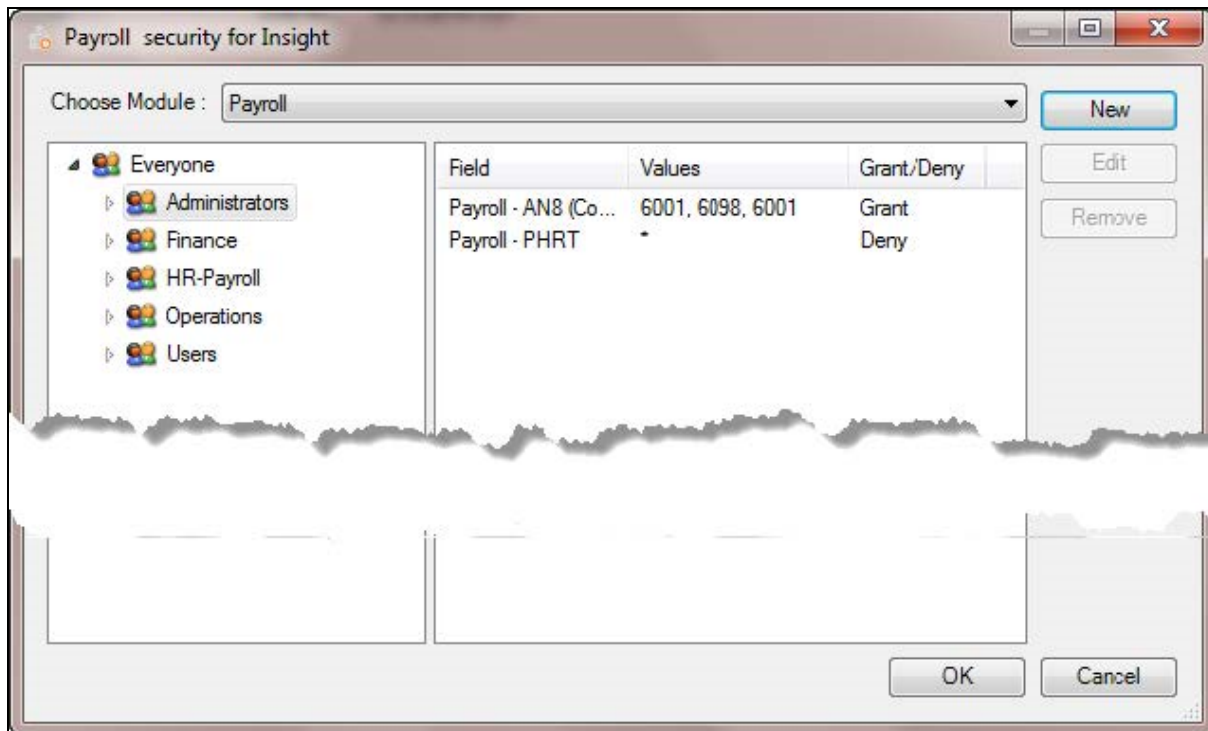 Payroll security for Insight
Choose Module : Payroll
New
Everyone
Field Values Grant/Deny
Edit
Administrators
Payroll - AN8 (Co... 6001, 6098, 6001 Grant
Remove
Finance
Payroll - PHRT * Deny
HR-Payroll
Operations
Users
OK
Cancel